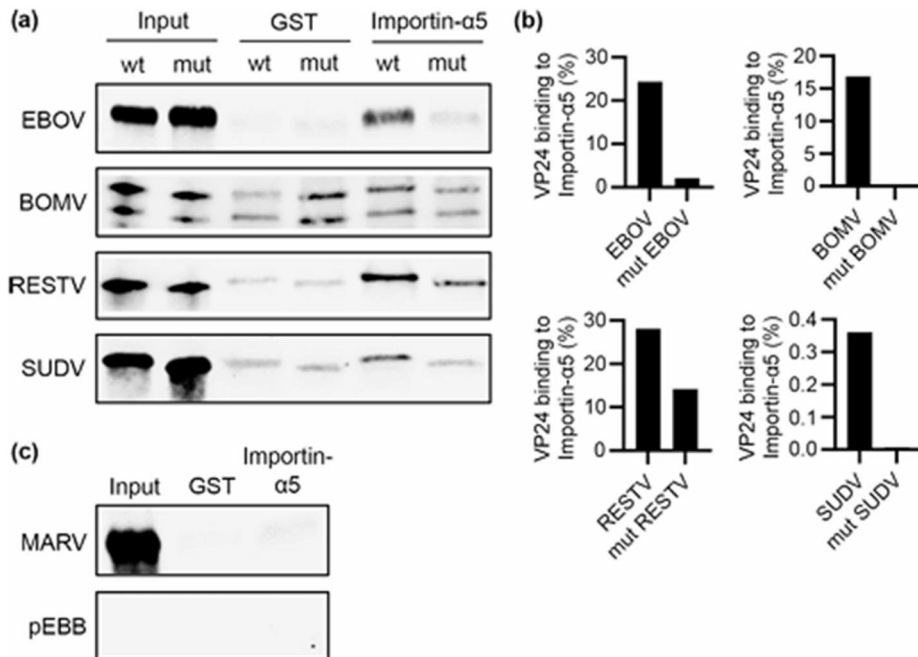 (a)
Input GST Importin-α5
wt mut wt mut wt mut
EBOV
BOMV
RESTV
SUDV
(b)
VP24 binding to
Importin-α5 (%)
30
20
10
0
EBOV
mut EBOV
VP24 binding to
Importin-α5 (%)
20
15
10
5
0
BOMV
mut BOMV
VP24 binding to
Importin-α5 (%)
30
20
10
0
RESTV
mut RESTV
VP24 binding to
Importin-α5 (%)
0.4
0.3
0.2
0.1
0.0
SUDV
mut SUDV
(c)
Input GST Importin-
α5
MARV
pEBB